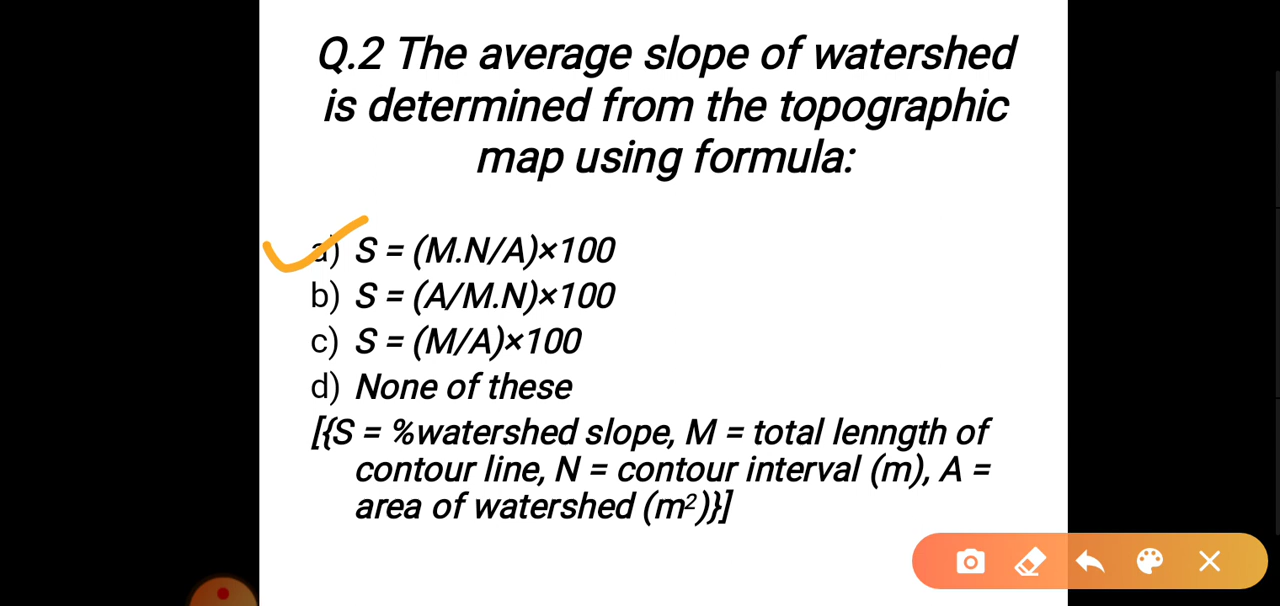 Q.2 The average slope of watershed
is determined from the topographic
map using formula:
a) S = (M.N/A)×100
b) S = (A/M.N)×100
c) S = (M/A)×100
d) None of these
[{S = %watershed slope, M = total lenngth of
contour line, N = contour interval (m), A =
area of watershed (m²)}]